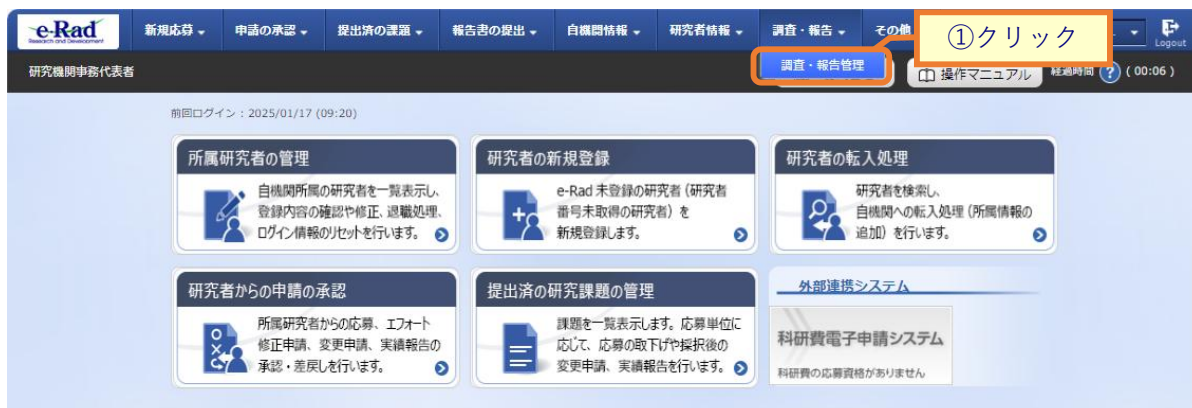 e-Rad
Research and Development
新規応募
申請の承認
提出済の課題
報告書の提出
自機関情報
研究者情報
調査・報告
その他
①クリック
Logout
研究機関事務代表者
調査・報告管理
操作マニュアル
経過時間 ? ( 00:06 )
前回ログイン : 2025/01/17 (09:20)
所属研究者の管理
自機関所属の研究者を一覧表示し、
登録内容の確認や修正、退職処理、
ログイン情報のリセットを行います。
研究者の新規登録
e-Rad 未登録の研究者 (研究者
番号未取得の研究者) を
新規登録します。
研究者の転入処理
研究者を検索し、
自機関への転入処理 (所属情報の
追加) を行います。
研究者からの申請の承認
所属研究者からの応募、エフォート
修正申請、変更申請、実績報告の
承認・差戻しを行います。
提出済の研究課題の管理
課題を一覧表示します。応募単位に
応じて、応募の取下げや採択後の
変更申請、実績報告を行います。
外部連携システム
科研費電子申請システム
科研費の応募資格がありません